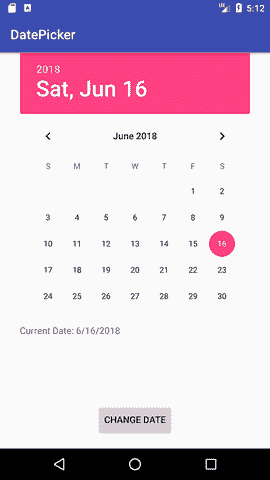 5:12
DatePicker
2018
Sat, Jun 16
June 2018
S M T W T F S
1 2
3 4 5 6 7 8 9
10 11 12 13 14 15 16
17 18 19 20 21 22 23
24 25 26 27 28 29 30
Current Date: 6/16/2018
CHANGE DATE